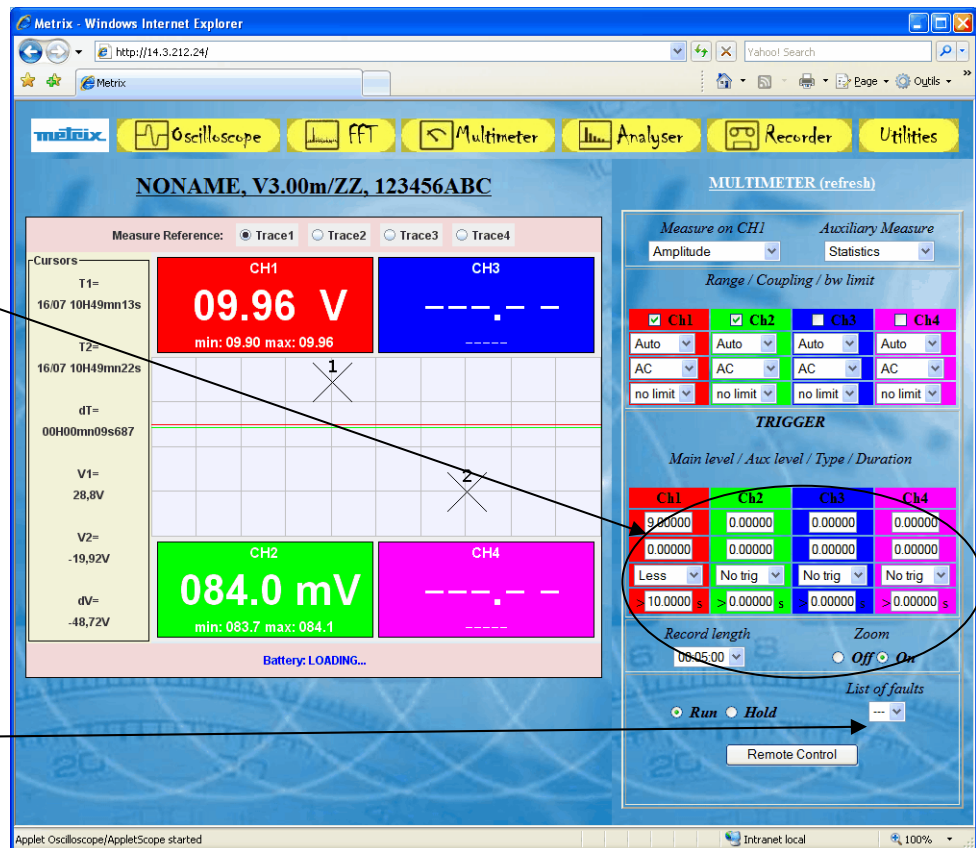 Metrix - Windows Internet Explorer
http://14.3.212.24/
Yahoo! Search
Metrix
Page
Outils
»
metrix
Oscilloscope
FFT
Multimeter
Analyser
Recorder
Utilities
NONAME, V3.00m/ZZ, 123456ABC
Measure Reference: Trace1 Trace2 Trace3 Trace4
Cursors
T1=
16/07 10H49mn13s
T2=
16/07 10H49mn22s
dT=
00H00mn09s687
V1=
28,8V
V2=
-19,92V
dV=
-48,72V
CH1
09.96 V
min: 09.90 max: 09.96
CH3
---.--
-----
1
2
CH2
084.0 mV
min: 083.7 max: 084.1
CH4
---.--
-----
Battery: LOADING...
MULTIMETER (refresh)
Measure on CH1 Auxiliary Measure
Amplitude Statistics
Range / Coupling / bw limit
Ch1 Ch2 Ch3 Ch4
Auto Auto Auto Auto
AC AC AC AC
no limit no limit no limit no limit
TRIGGER
Main level / Aux level / Type / Duration
Ch1 Ch2 Ch3 Ch4
9.00000 0.00000 0.00000 0.00000
0.00000 0.00000 0.00000 0.00000
Less No trig No trig No trig
> 10.0000 s > 0.00000 s > 0.00000 s > 0.00000 s
Record length Zoom
00:05:00 Off On
List of faults
Run Hold ---
Remote Control
Applet Oscilloscope/AppletScope started
Intranet local
100%